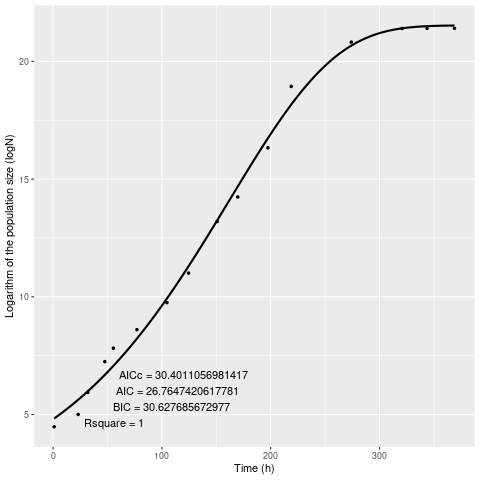 20
15
10
5
Logarithm of the population size (logN)
AICc = 30.4011056981417
AIC = 26.7647420617781
BIC = 30.627685672977
Rsquare = 1
0
100
200
300
Time (h)